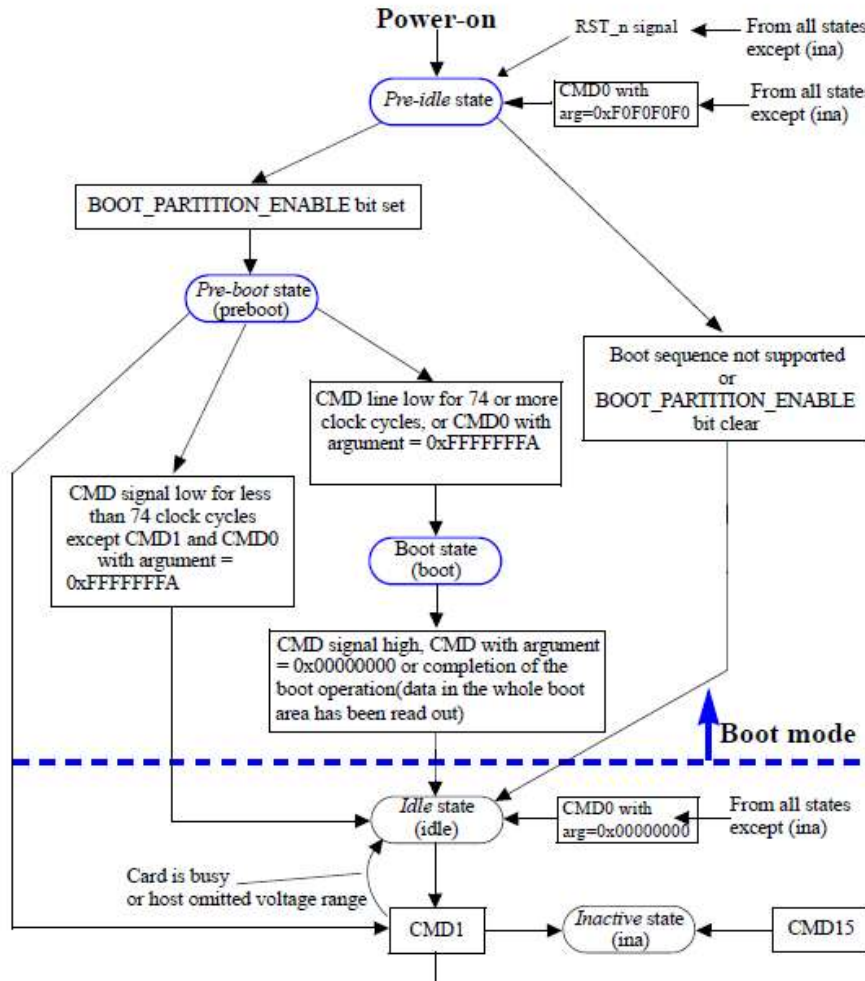 Power-on
RST_n signal
From all states
except (ina)
Pre-idle state
CMD0 with
arg=0xF0F0F0F0
From all states
except (ina)
BOOT_PARTITION_ENABLE bit set
Pre-boot state
(preboot)
Boot sequence not supported
or
BOOT_PARTITION_ENABLE
bit clear
CMD line low for 74 or more
clock cycles, or CMD0 with
argument = 0xFFFFFFFA
CMD signal low for less
than 74 clock cycles
except CMD1 and CMD0
with argument =
0xFFFFFFFA
Boot state
(boot)
CMD signal high, CMD with argument
= 0x00000000 or completion of the
boot operation(data in the whole boot
area has been read out)
Boot mode
Idle state
(idle)
CMD0 with
arg=0x00000000
From all states
except (ina)
Card is busy
or host omitted voltage range
CMD1
Inactive state
(ina)
CMD15